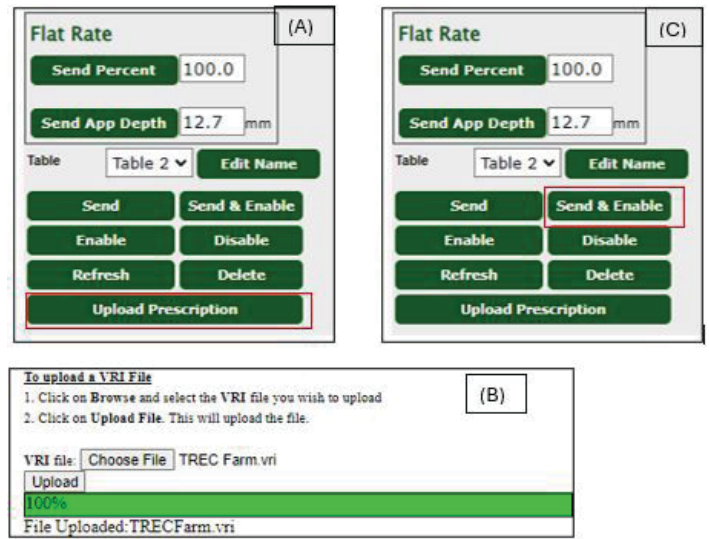 (A)
Flat Rate
Send Percent 100.0
Send App Depth 12.7 mm
Table Table 2 Edit Name
Send Send & Enable
Enable Disable
Refresh Delete
Upload Prescription
(C)
Flat Rate
Send Percent 100.0
Send App Depth 12.7 mm
Table Table 2 Edit Name
Send Send & Enable
Enable Disable
Refresh Delete
Upload Prescription
(B)
To upload a VRI File
1. Click on Browse and select the VRI file you wish to upload
2. Click on Upload File. This will upload the file.
VRI file: Choose File TREC Farm.vri
Upload
100%
File Uploaded:TRECFarm.vri